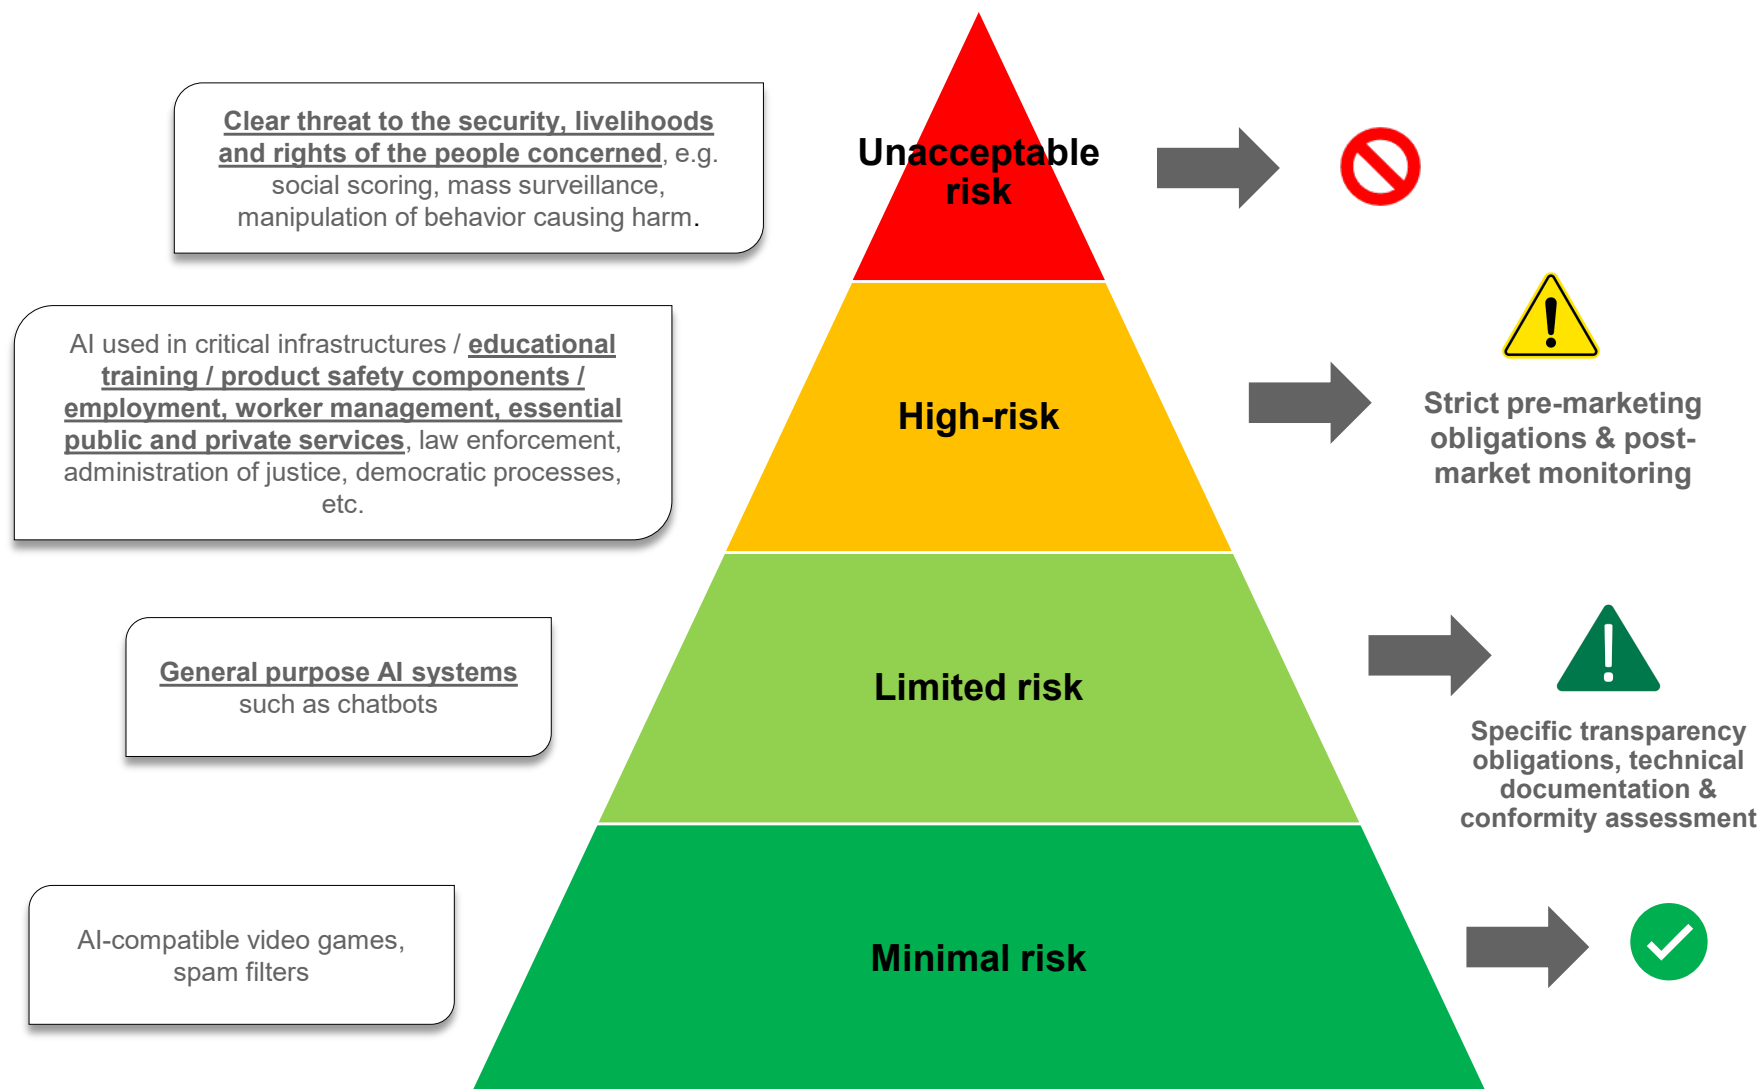 Clear threat to the security, livelihoods
and rights of the people concerned, e.g.
social scoring, mass surveillance,
manipulation of behavior causing harm.
Unacceptable
risk
AI used in critical infrastructures / educational
training / product safety components /
employment, worker management, essential
public and private services, law enforcement,
administration of justice, democratic processes,
etc.
High-risk
Strict pre-marketing
obligations & post-
market monitoring
General purpose AI systems
such as chatbots
Limited risk
Specific transparency
obligations, technical
documentation &
conformity assessment
AI-compatible video games,
spam filters
Minimal risk